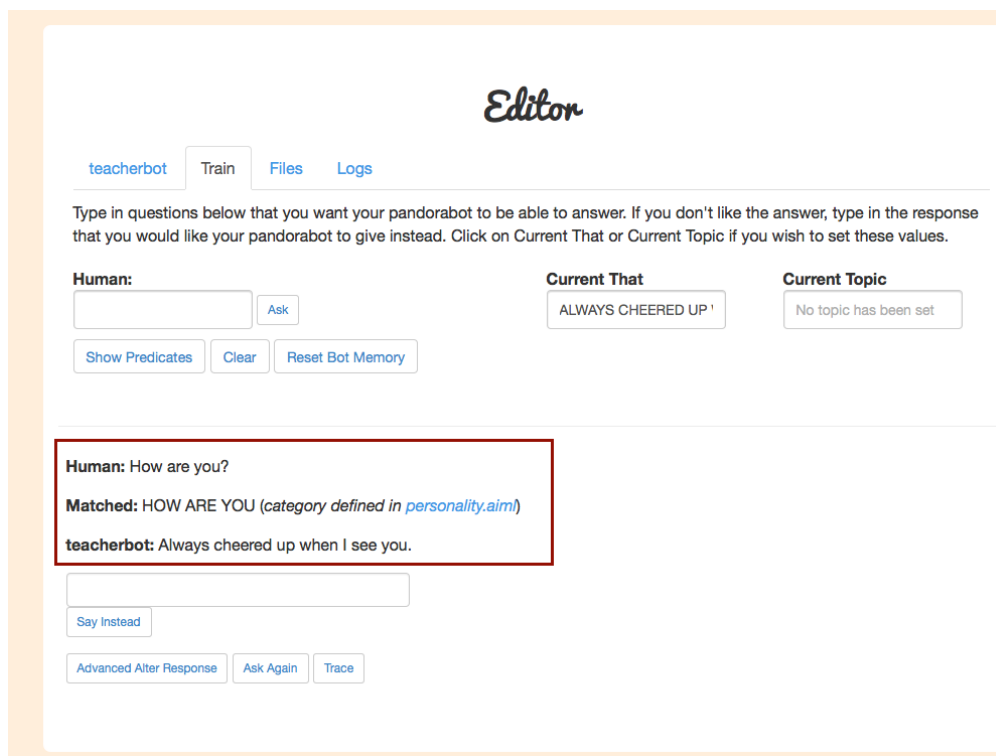 Editor
teacherbot Train Files Logs
Type in questions below that you want your pandorabot to be able to answer. If you don't like the answer, type in the response
that you would like your pandorabot to give instead. Click on Current That or Current Topic if you wish to set these values.
Human: Current That Current Topic
Ask ALWAYS CHEERED UP No topic has been set
Show Predicates Clear Reset Bot Memory
Human: How are you?
Matched: HOW ARE YOU (category defined in personality.aiml)
teacherbot: Always cheered up when I see you.
Say Instead
Advanced Alter Response Ask Again Trace